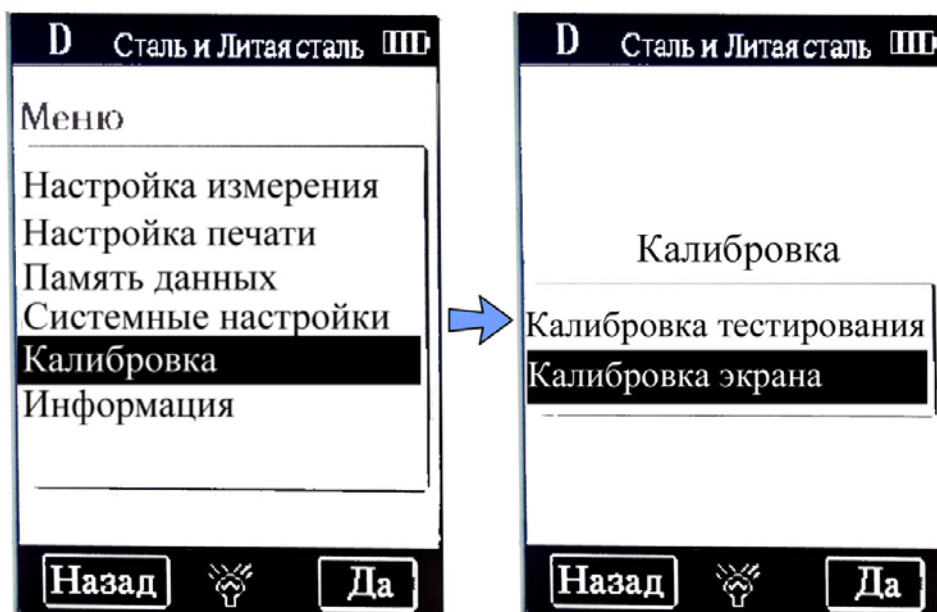 D Сталь и Литая сталь
Меню
Настройка измерения
Настройка печати
Память данных
Системные настройки
Калибровка
Информация
Назад Да
D Сталь и Литая сталь
Калибровка
Калибровка тестирования
Калибровка экрана
Назад Да